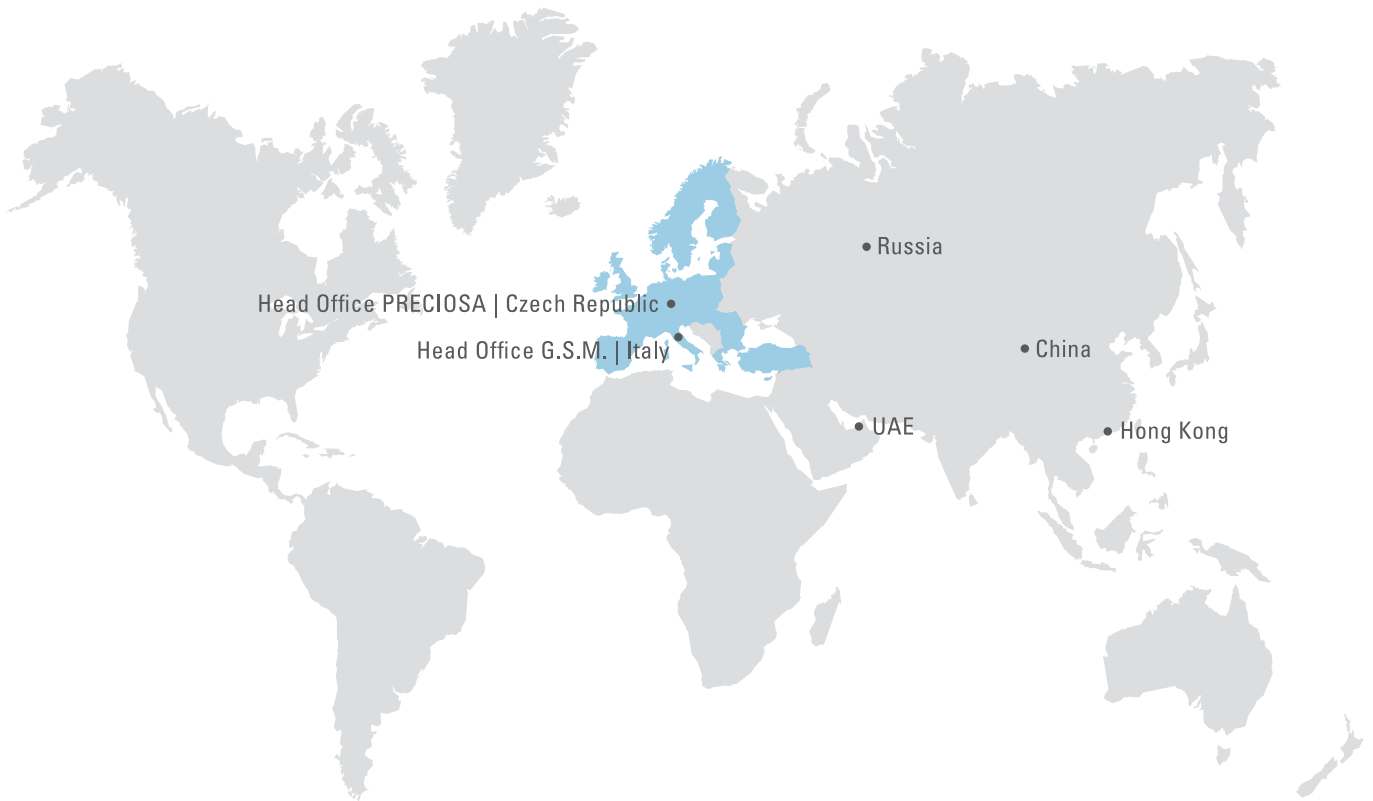 Russia
Head Office PRECIOSA | Czech Republic
Head Office G.S.M. | Italy
China
UAE
Hong Kong